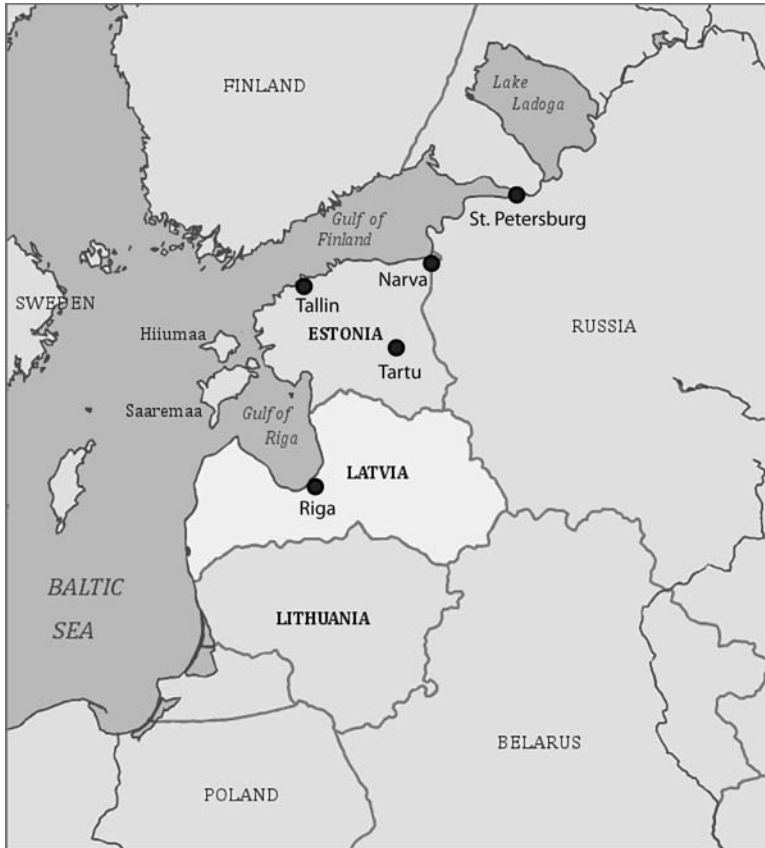 FINLAND
Lake
Ladoga
St. Petersburg
Gulf of
Finland
Narva
SWEDEN
Tallin
Hiiumaa
ESTONIA
RUSSIA
Tartu
Saaremaa
Gulf of
Riga
LATVIA
Riga
BALTIC
SEA
LITHUANIA
BELARUS
POLAND